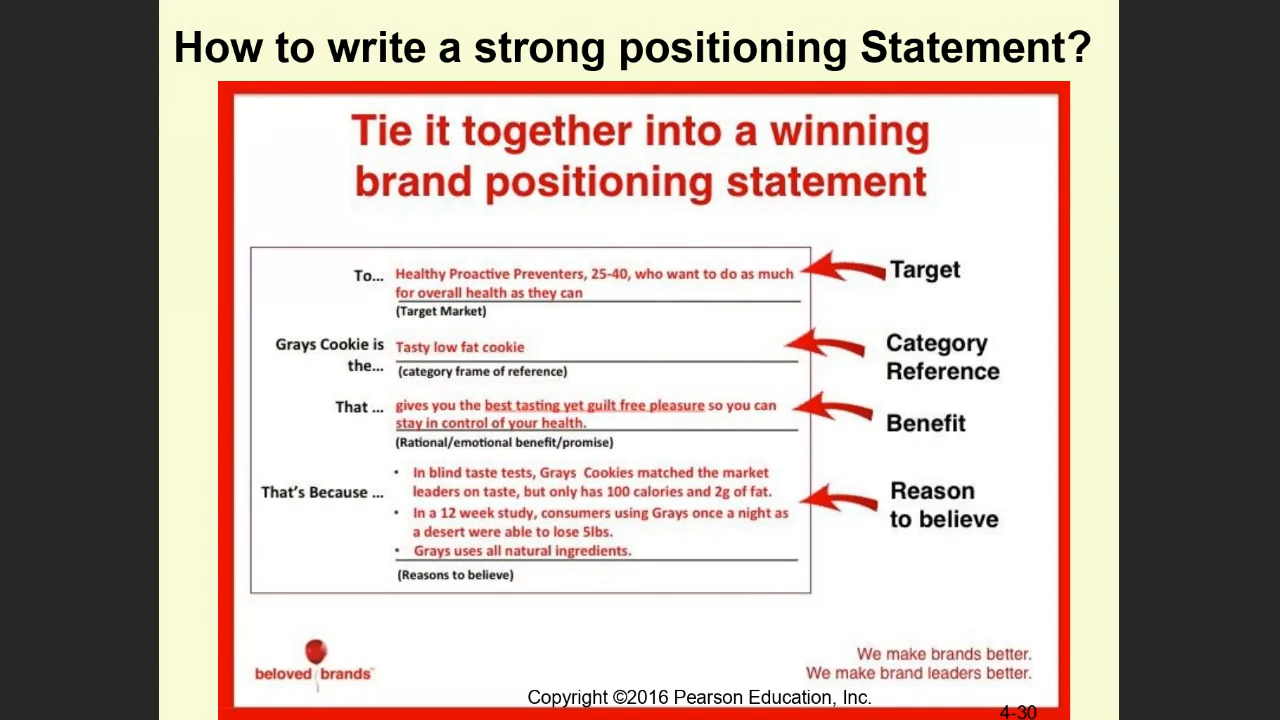 How to write a strong positioning Statement?
Tie it together into a winning
brand positioning statement
To... Healthy Proactive Preventers, 25-40, who want to do as much
for overall health as they can
(Target Market)
Target
Grays Cookie is
the...
Tasty low fat cookie
(category frame of reference)
Category
Reference
That ... gives you the best tasting yet guilt free pleasure so you can
stay in control of your health.
(Rational/emotional benefit/promise)
Benefit
That's Because ...
• In blind taste tests, Grays Cookies matched the market
leaders on taste, but only has 100 calories and 2g of fat.
• In a 12 week study, consumers using Grays once a night as
a desert were able to lose 5lbs.
• Grays uses all natural ingredients.
(Reasons to believe)
Reason
to believe
beloved brands™
We make brands better.
We make brand leaders better.
Copyright ©2016 Pearson Education, Inc.
4-30